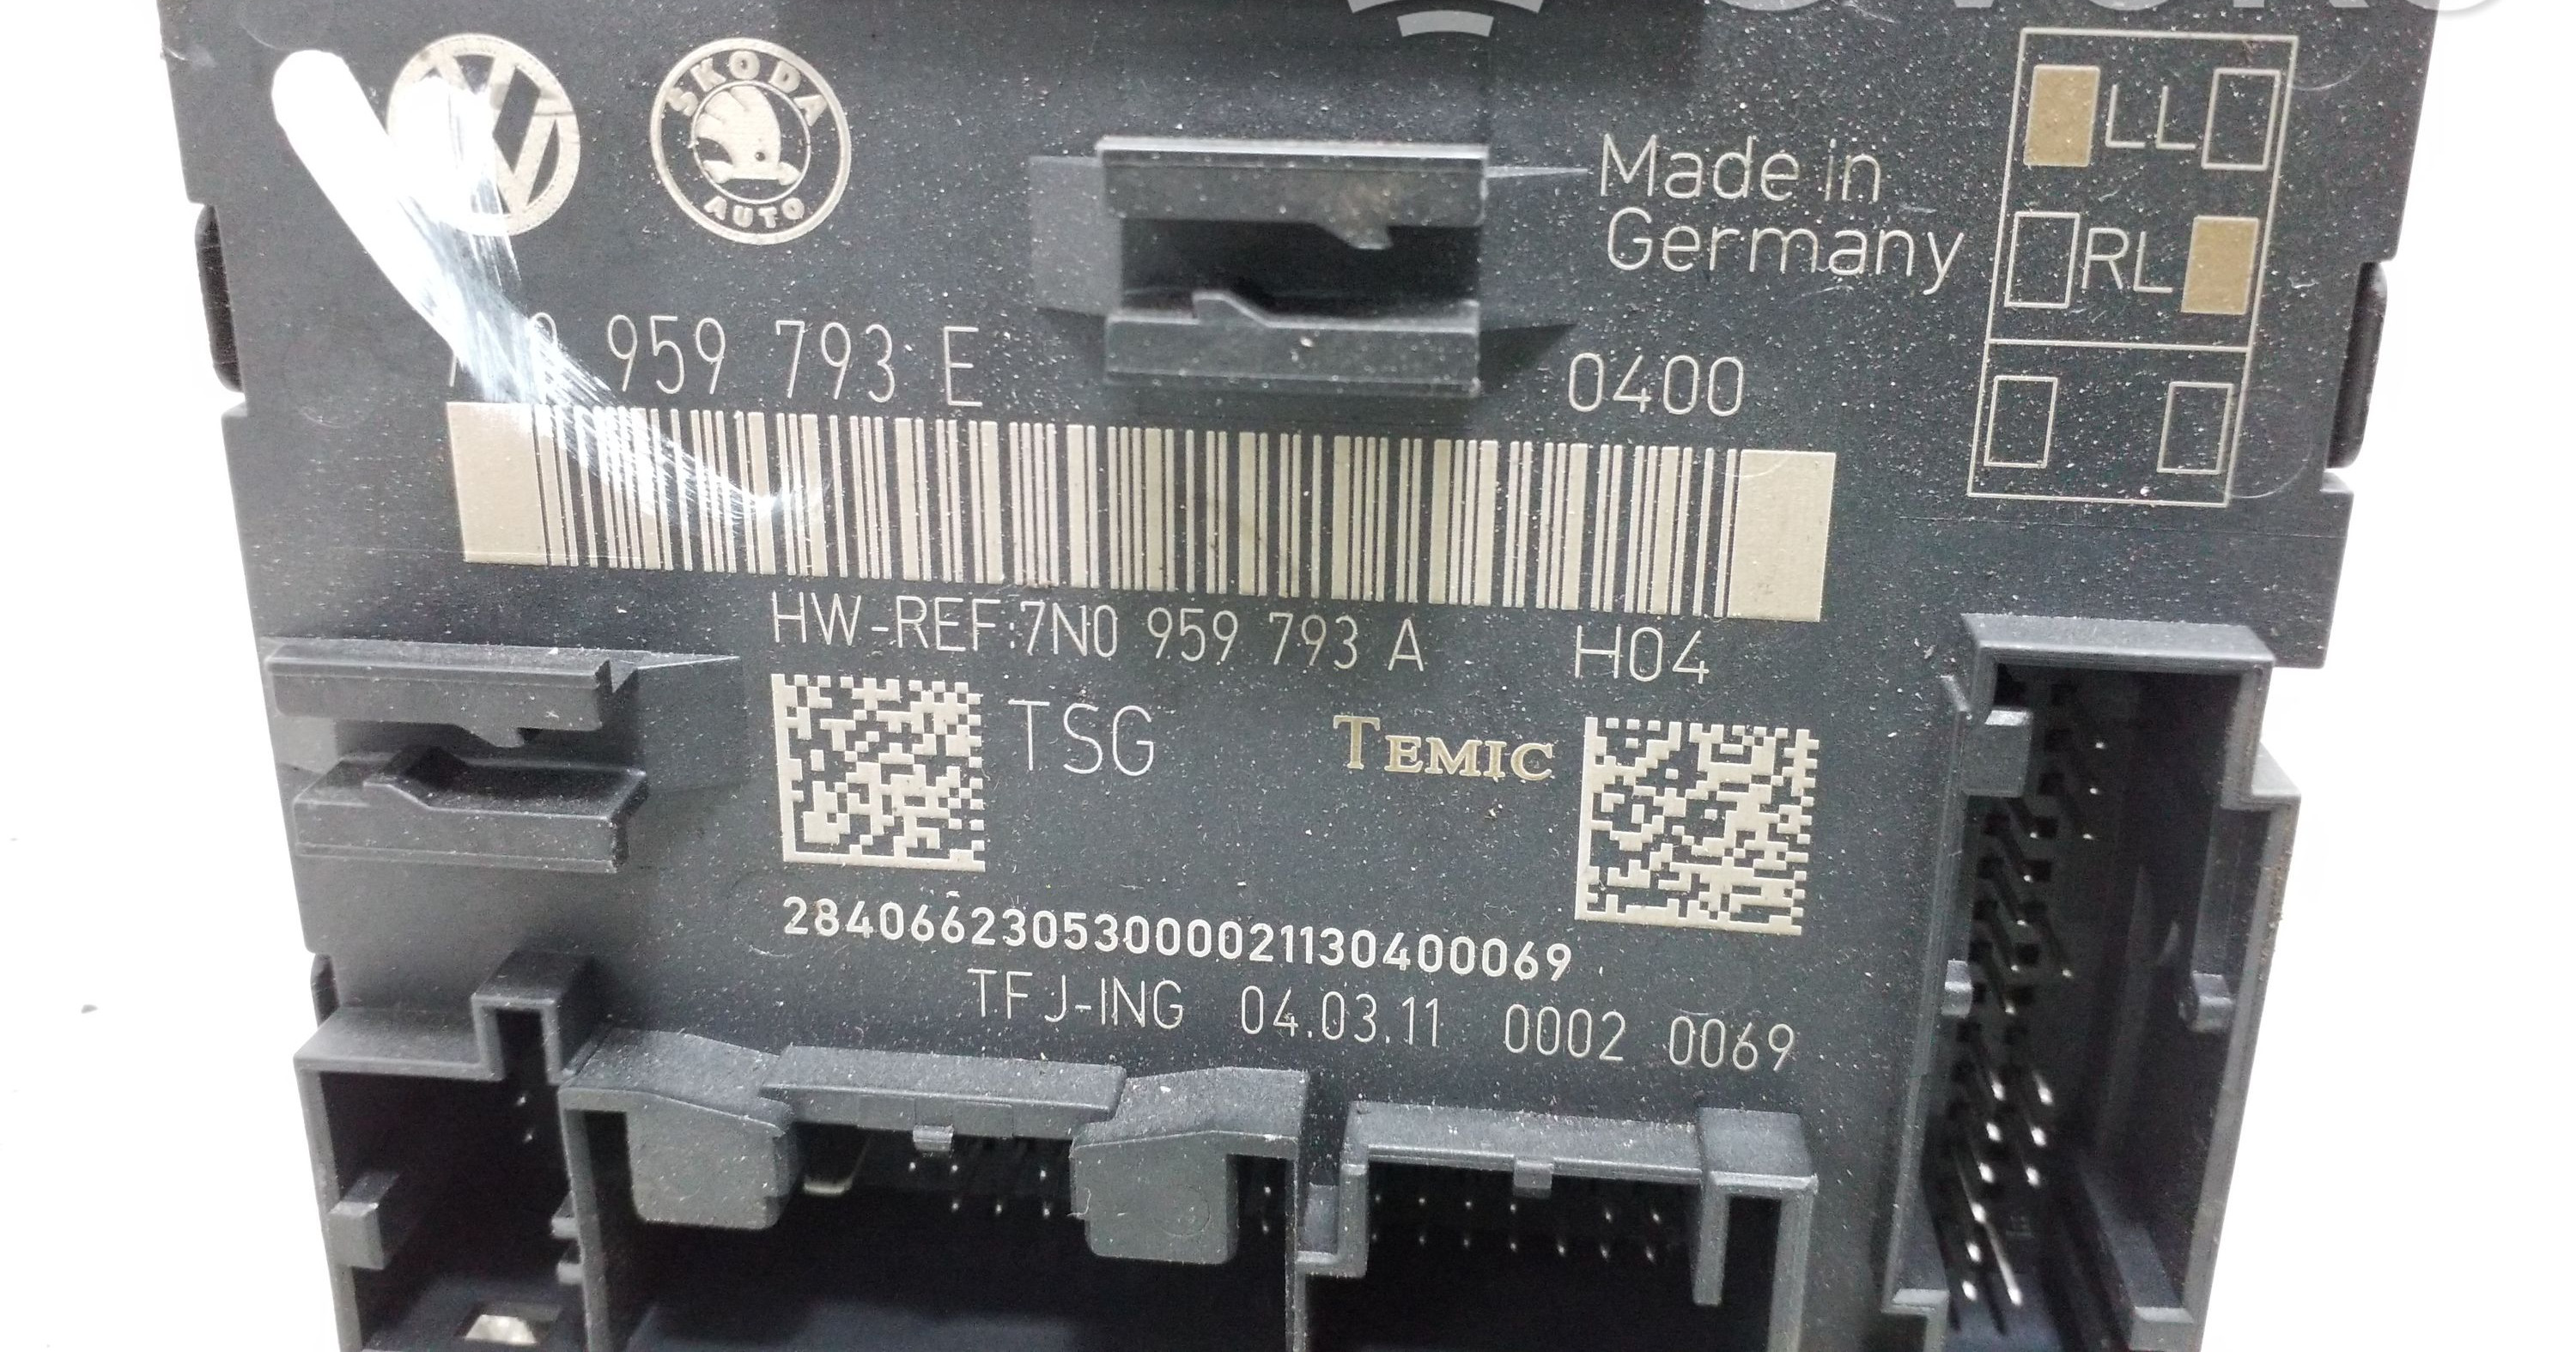 SKODA
AUTO
Made in
Germany
LL
RL
959 793 E
0400
HW-REF:7N0 959 793 A H04
TSG
TEMIC
28406623053000021130400069
TFJ-ING 04.03.11 0002 0069